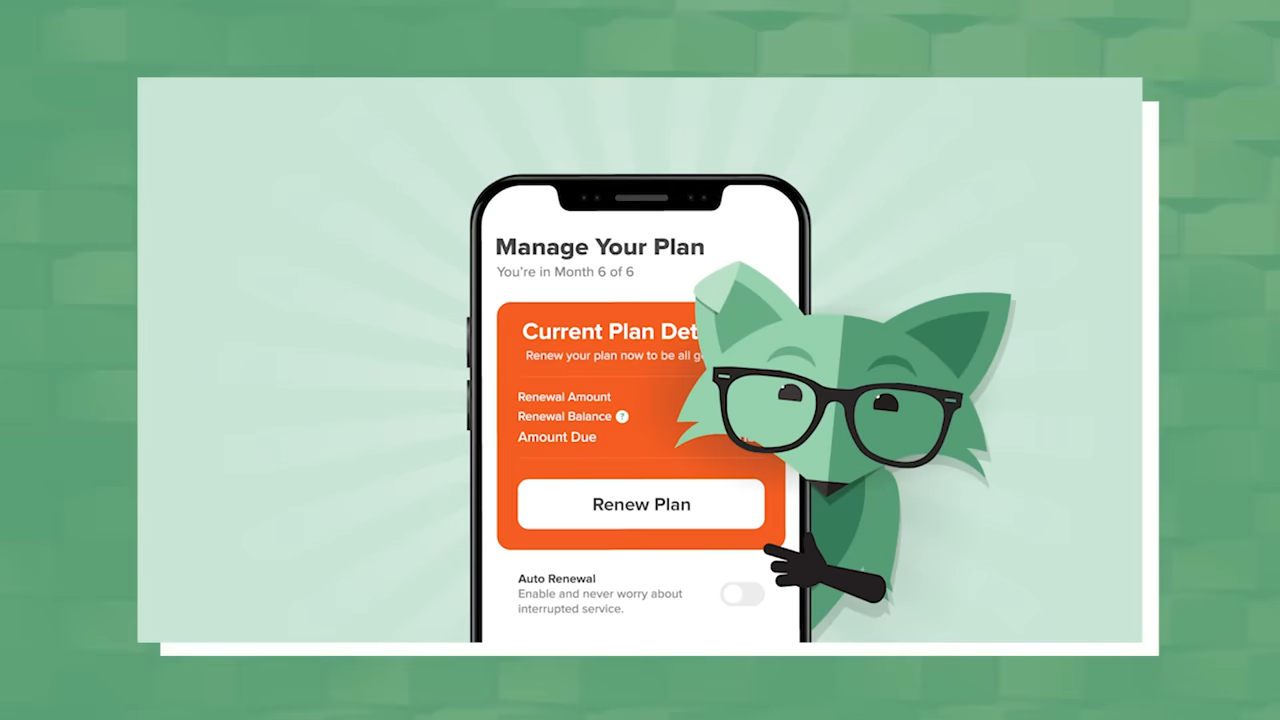 Manage Your Plan
You're in Month 6 of 6
Current Plan
Renew your plan now to be all
Renewal Amount
Renewal Balance ?
Amount Due
Renew Plan
Auto Renewal
Enable and never worry about
interrupted service.